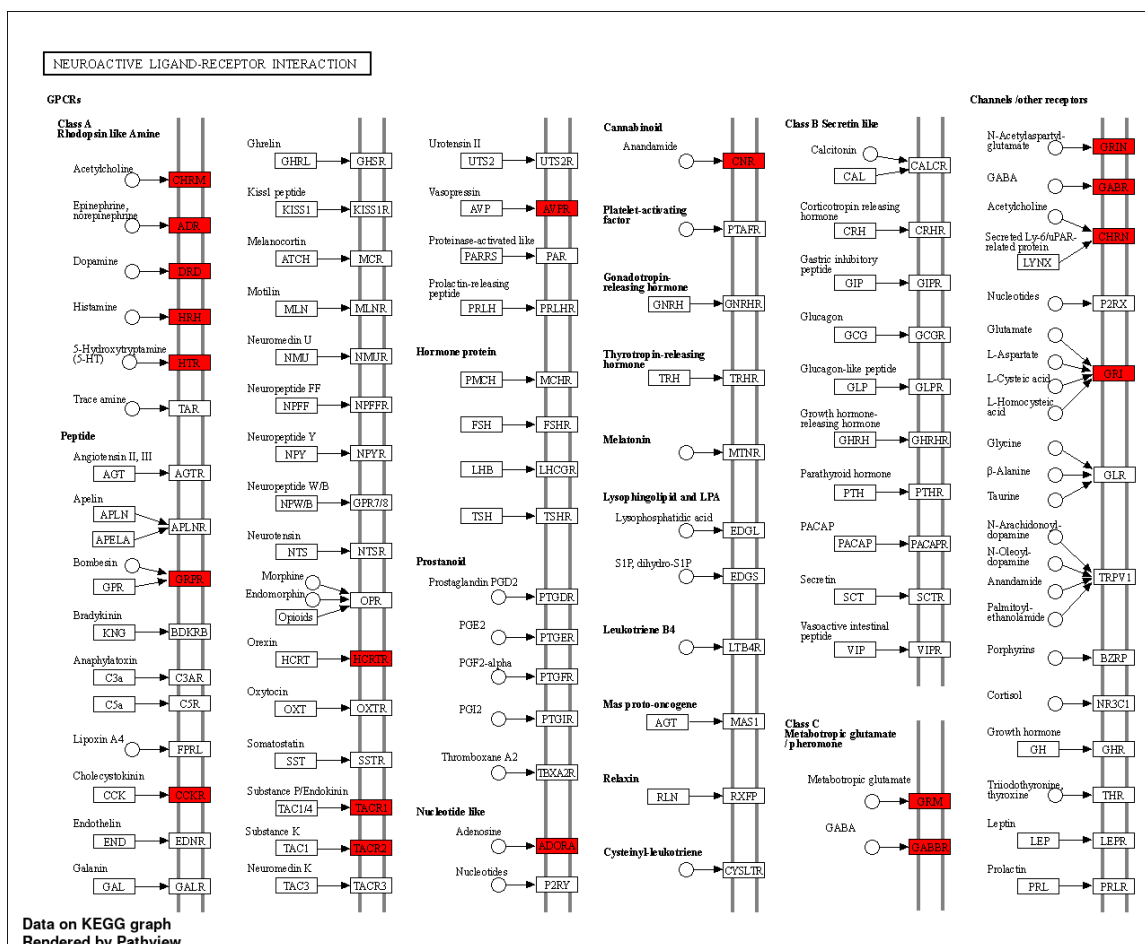 NEUROACTIVE LIGAND-RECEPTOR INTERACTION
GPCRs
Class A
Rhodopsin like Amine
Acetylcholine
CHRM
Epinephrine,
norepinephrine
ADR
Dopamine
DRD
Histamine
HRH
5-Hydroxytryptamine
(5-HT)
HTR
Trace amine
TAR
Peptide
Angiotensin II, III
AGT
AGTR
Apelin
APLN
APELA
APLNR
Bombesin
GPR
GRPR
Bradykinin
KNG
BDKRB
Anaphylatoxin
C3a
C3AR
C5a
C5R
Lipoxin A4
FPRL
Cholecystokinin
CCK
CCKR
Endothelin
END
EDNR
Galanin
GAL
GALR
Ghrelin
GHRL
GHSR
Kiss1 peptide
KISS1
KISS1R
Melanocortin
ATCH
MCR
Motilin
MLN
MLNR
Neuromedin U
NMU
NMUR
Neuropeptide FF
NPFF
NPFFR
Neuropeptide Y
NPY
NPYR
Neuropeptide W/B
NPW/B
GPR7/8
Neurotensin
NTS
NTSR
Morphine
Endomorphin
Opioids
OPR
Orexin
HCRT
HCRTR
Oxytocin
OXT
OXTR
Somatostatin
SST
SSTR
Substance P/Endokinin
TAC1/4
TACR1
Substance K
TAC1
TACR2
Neuromedin K
TAC3
TACR3
Urotensin II
UTS2
UTS2R
Vasopressin
AVP
AVPR
Proteinase-activated like
PARRS
PAR
Prolactin-releasing
peptide
PRLH
PRLHR
Hormone protein
PMCH
MCHR
FSH
FSHR
LHB
LHCGR
TSH
TSHR
Prostanoid
Prostaglandin PGD2
PTGDR
PGE2
PTGER
PGF2-alpha
PTGFR
PGI2
PTGIR
Thromboxane A2
TBXA2R
Nucleotide like
Adenosine
ADORA
Nucleotides
P2RY
Cannabinoid
Anandamide
CNR
Platelet-activating
factor
PTAFR
Gonadotropin-
releasing hormone
GNRH
GNRHR
Thyrotropin-releasing
hormone
TRH
TRHR
Melatonin
MTNR
Lysophingolipid and LPA
Lysophosphatidic acid
EDGL
S1P, dihydro-S1P
EDGS
Leukotriene B4
LTB4R
Mas proto-oncogene
AGT
MAS1
Relaxin
RLN
RXFP
Cysteinyl-leukotriene
CYSLTR
Class B Secretin like
Calcitonin
CAL
CALCR
Corticotropin releasing
hormone
CRH
CRHR
Gastric inhibitory
peptide
GIP
GIPR
Glucagon
GCG
GCGR
Glucagon-like peptide
GLP
GLPR
Growth hormone-
releasing hormone
GHRH
GHRHR
Parathyroid hormone
PTH
PTHR
PACAP
PACAP
PACAPR
Secretin
SCT
SCTR
Vasoactive intestinal
peptide
VIP
VIPR
Class C
Metabotropic glutamate
/ pheromone
Metabotropic glutamate
GRM
GABA
GABBR
Channels /other receptors
N-Acetylaspartyl-
glutamate
GRIN
GABA
GABR
Acetylcholine
Secreted Ly-6/uPAR-
related protein
LYNX
CHRN
Nucleotides
P2RX
Glutamate
L-Aspartate
L-Cysteic acid
L-Homocysteic
acid
GRI
Glycine
β-Alanine
Taurine
GLR
N-Arachidonoyl-
dopamine
N-Oleoyl-
dopamine
Anandamide
Palmitoyl-
ethanolamide
TRPV1
Porphyrins
BZRP
Cortisol
NR3C1
Growth hormone
GH
GHR
Triiodothyronine,
thyroxine
THR
Leptin
LEP
LEPR
Prolactin
PRL
PRLR
Data on KEGG graph
Rendered by Pathview